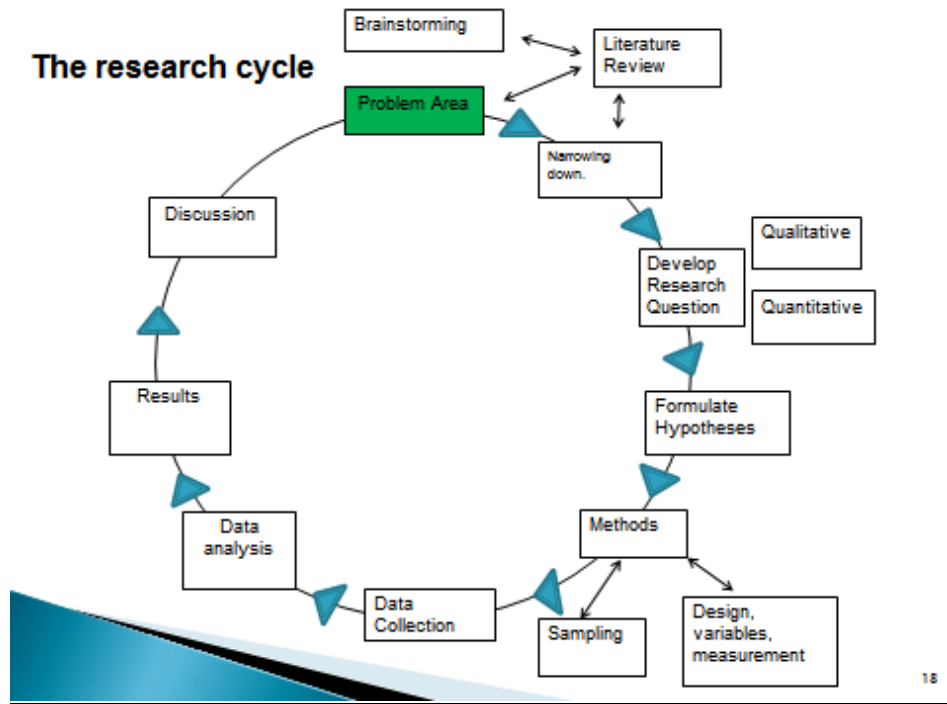 The research cycle
Brainstorming
Literature
Review
Problem Area
Narrowing
down.
Develop
Research
Question
Qualitative
Quantitative
Formulate
Hypotheses
Methods
Sampling
Design,
variables,
measurement
Data
Collection
Data
analysis
Results
Discussion
18